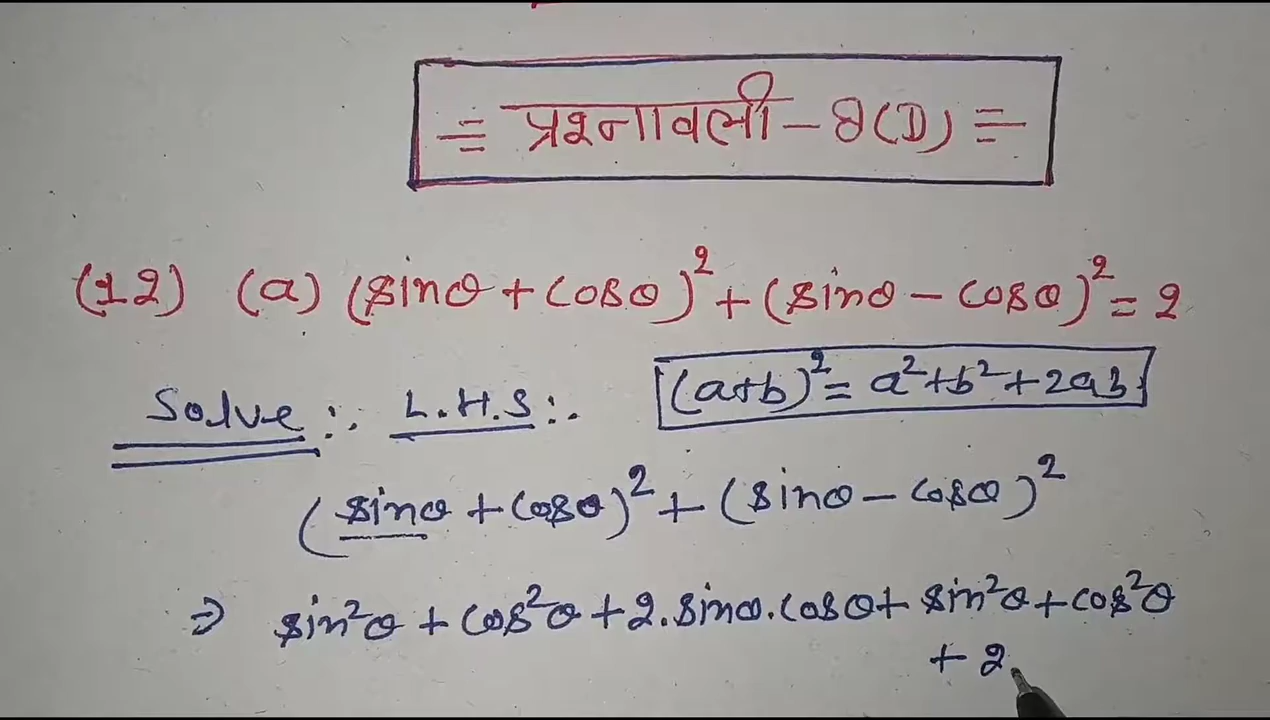 = प्रश्नावली - 8(D) =
(12) (a) (sinθ + cosθ)² + (sinθ - cosθ)² = 2
Solve :. L.H.S :. (a+b)² = a²+b²+2ab
(sinθ + cosθ)² + (sinθ - cosθ)²
⇒ sin²θ + cos²θ + 2.sinθ.cosθ + sin²θ + cos²θ
+ 2